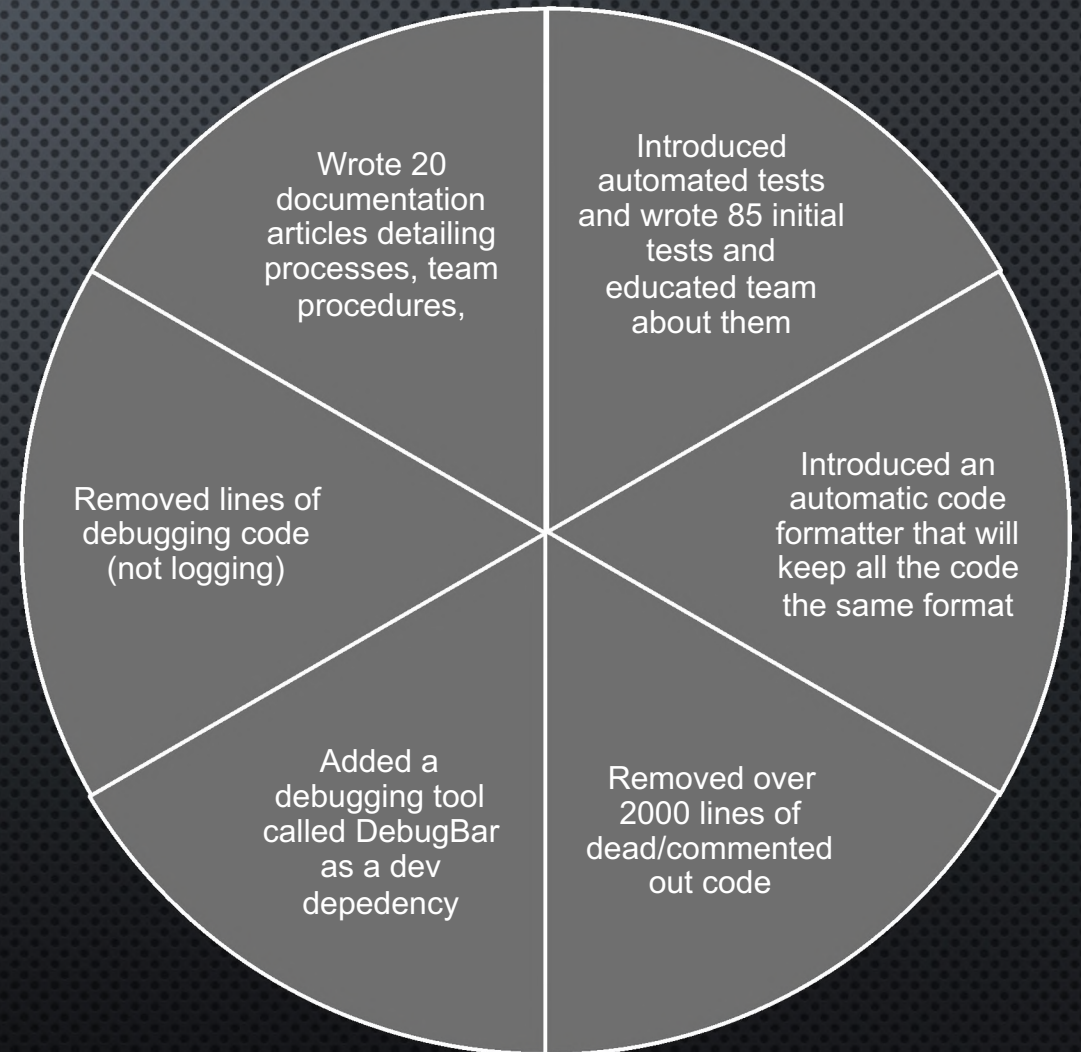 Wrote 20
documentation
articles detailing
processes, team
procedures,
Introduced
automated tests
and wrote 85 initial
tests and
educated team
about them
Removed lines of
debugging code
(not logging)
Introduced an
automatic code
formatter that will
keep all the code
the same format
Added a
debugging tool
called DebugBar
as a dev
depedency
Removed over
2000 lines of
dead/commented
out code